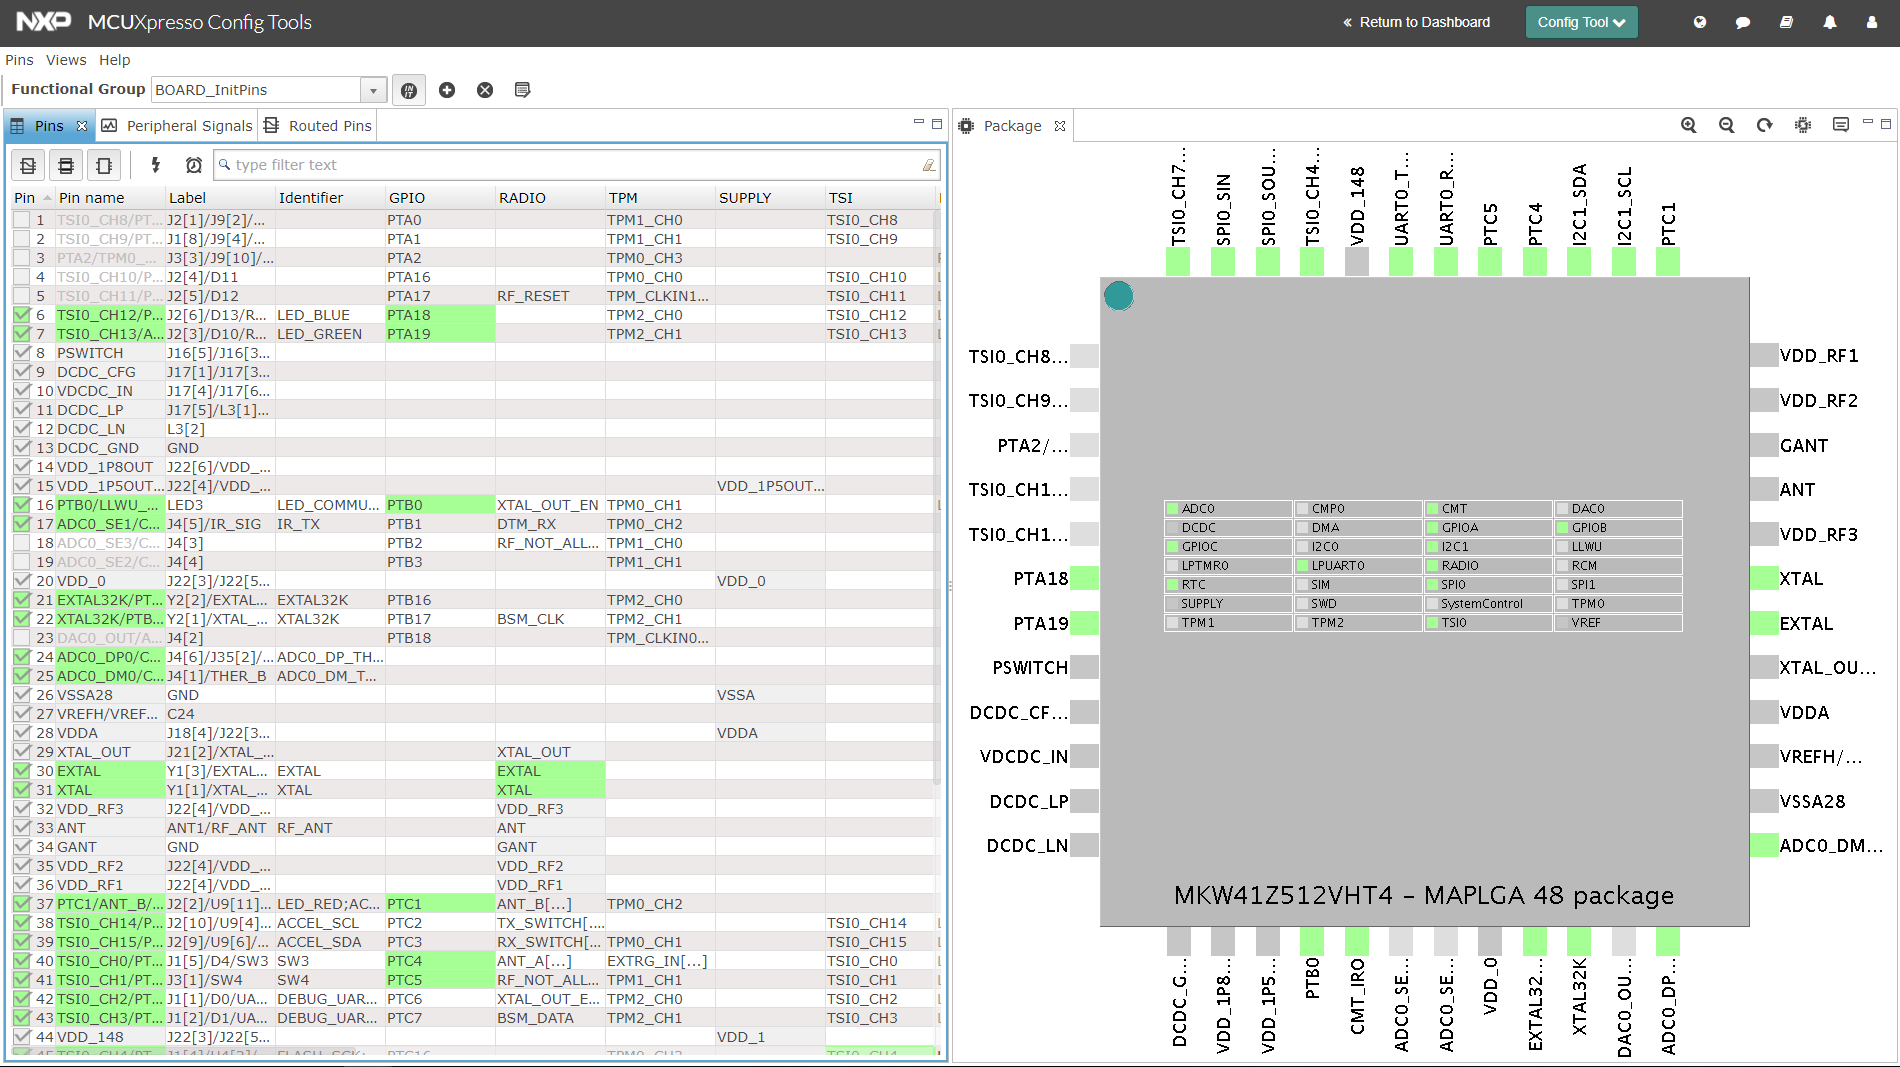 NXP MCUXpresso Config Tools « Return to Dashboard Config Tool
Pins Views Help
Functional Group BOARD_InitPins
Pins Peripheral Signals Routed Pins
type filter text
Pin Pin name Label Identifier GPIO RADIO TPM SUPPLY TSI
1 TSI0_CH8/PT... J2[1]/J9[2]/... PTA0 TPM1_CH0 TSI0_CH8
2 TSI0_CH9/PT... J1[8]/J9[4]/... PTA1 TPM1_CH1 TSI0_CH9
3 PTA2/TPM0_... J3[3]/J9[10]/... PTA2 TPM0_CH3
4 TSI0_CH10/P... J2[4]/D11 PTA16 TPM0_CH0 TSI0_CH10
5 TSI0_CH11/P... J2[5]/D12 PTA17 RF_RESET TPM_CLKIN1... TSI0_CH11
6 TSI0_CH12/P... J2[6]/D13/R... LED_BLUE PTA18 TPM2_CH0 TSI0_CH12
7 TSI0_CH13/A... J2[3]/D10/R... LED_GREEN PTA19 TPM2_CH1 TSI0_CH13
8 PSWITCH J16[5]/J16[3...
9 DCDC_CFG J17[1]/J17[3...
10 VDCDC_IN J17[4]/J17[6...
11 DCDC_LP J17[5]/L3[1]...
12 DCDC_LN L3[2]
13 DCDC_GND GND
14 VDD_1P8OUT J22[6]/VDD_...
15 VDD_1P5OUT... J22[4]/VDD_... VDD_1P5OUT...
16 PTB0/LLWU_... LED3 LED_COMMU... PTB0 XTAL_OUT_EN TPM0_CH1
17 ADC0_SE1/C... J4[5]/IR_SIG IR_TX PTB1 DTM_RX TPM0_CH2
18 ADC0_SE3/C... J4[3] PTB2 RF_NOT_ALL... TPM1_CH0
19 ADC0_SE2/C... J4[4] PTB3 TPM1_CH1
20 VDD_0 J22[3]/J22[5... VDD_0
21 EXTAL32K/PT... Y2[2]/EXTAL... EXTAL32K PTB16 TPM2_CH0
22 XTAL32K/PTB... Y2[1]/XTAL_... XTAL32K PTB17 BSM_CLK TPM2_CH1
23 DAC0_OUT/A... J4[2] PTB18 TPM_CLKIN0...
24 ADC0_DP0/C... J4[6]/J35[2]/... ADC0_DP_TH...
25 ADC0_DM0/C... J4[1]/THER_B ADC0_DM_T...
26 VSSA28 GND VSSA
27 VREFH/VREF... C24
28 VDDA J18[4]/J22[3... VDDA
29 XTAL_OUT J21[2]/XTAL_... XTAL_OUT
30 EXTAL Y1[3]/EXTAL... EXTAL EXTAL
31 XTAL Y1[1]/XTAL_... XTAL XTAL
32 VDD_RF3 J22[4]/VDD_... VDD_RF3
33 ANT ANT1/RF_ANT RF_ANT ANT
34 GANT GND GANT
35 VDD_RF2 J22[4]/VDD_... VDD_RF2
36 VDD_RF1 J22[4]/VDD_... VDD_RF1
37 PTC1/ANT_B/... J2[2]/U9[11]... LED_RED;AC... PTC1 ANT_B[...] TPM0_CH2
38 TSI0_CH14/P... J2[10]/U9[4]... ACCEL_SCL PTC2 TX_SWITCH[.... TSI0_CH14
39 TSI0_CH15/P... J2[9]/U9[6]/... ACCEL_SDA PTC3 RX_SWITCH[... TPM0_CH1 TSI0_CH15
40 TSI0_CH0/PT... J1[5]/D4/SW3 SW3 PTC4 ANT_A[...] EXTRG_IN[...] TSI0_CH0
41 TSI0_CH1/PT... J3[1]/SW4 SW4 PTC5 RF_NOT_ALL... TPM1_CH1 TSI0_CH1
42 TSI0_CH2/PT... J1[1]/D0/UA... DEBUG_UAR... PTC6 XTAL_OUT_E... TPM2_CH0 TSI0_CH2
43 TSI0_CH3/PT... J1[2]/D1/UA... DEBUG_UAR... PTC7 BSM_DATA TPM2_CH1 TSI0_CH3
44 VDD_148 J22[3]/J22[5... VDD_1
Package
TSI0_CH7...
SPI0_SIN
SPI0_SOU...
TSI0_CH4...
VDD_148
UART0_T...
UART0_R...
PTC5
PTC4
I2C1_SDA
I2C1_SCL
PTC1
TSI0_CH8... VDD_RF1
TSI0_CH9... VDD_RF2
PTA2/... GANT
TSI0_CH1... ANT
TSI0_CH1... VDD_RF3
PTA18 XTAL
PTA19 EXTAL
PSWITCH XTAL_OU...
DCDC_CF... VDDA
VDCDC_IN VREFH/...
DCDC_LP VSSA28
DCDC_LN ADC0_DM...
ADC0 CMP0 CMT DAC0
DCDC DMA GPIOA GPIOB
GPIOC I2C0 I2C1 LLWU
LPTMR0 LPUART0 RADIO RCM
RTC SIM SPI0 SPI1
SUPPLY SWD SystemControl TPM0
TPM1 TPM2 TSI0 VREF
MKW41Z512VHT4 - MAPLGA 48 package
DCDC_G...
VDD_1P8...
VDD_1P5...
PTB0
CMT_IRO
ADC0_SE...
ADC0_SE...
VDD_0
EXTAL32...
XTAL32K
DAC0_OU...
ADC0_DP...